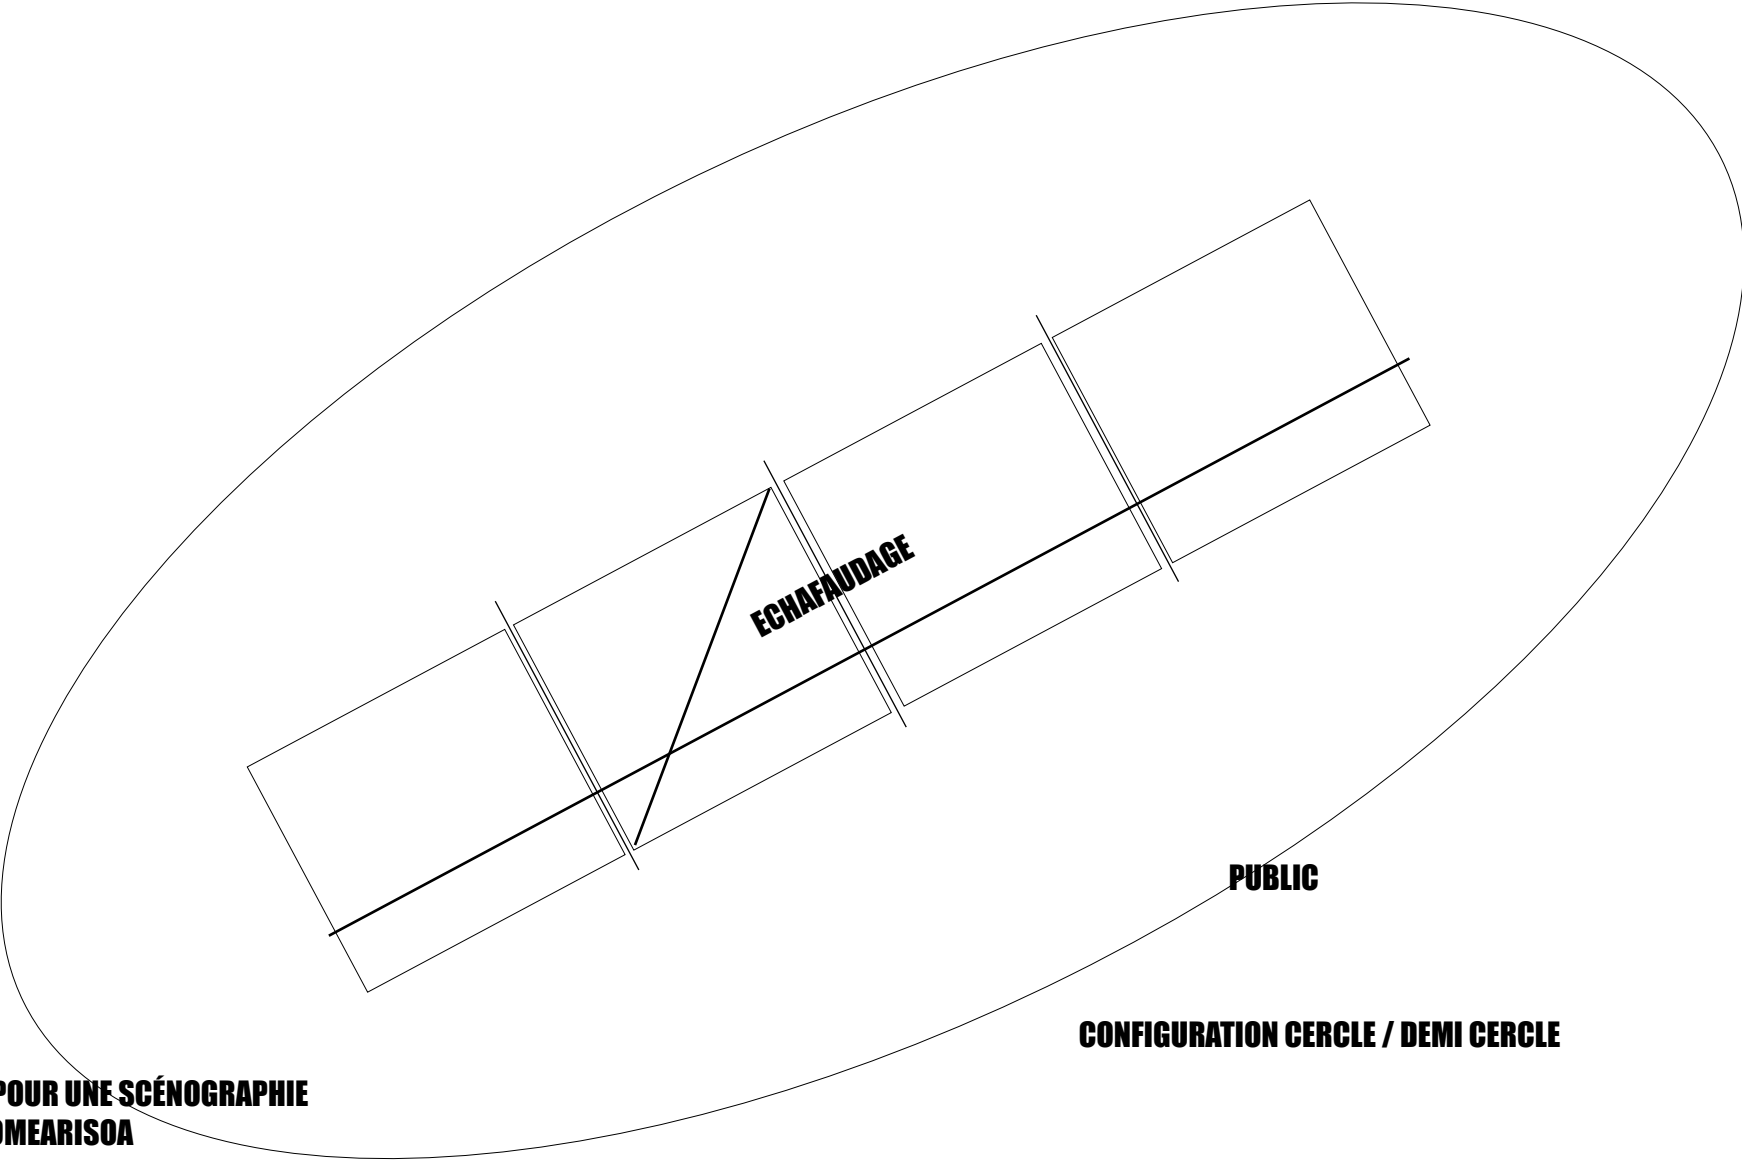 ECHAFAUDAGE
PUBLIC
CONFIGURATION CERCLE / DEMI CERCLE
POUR UNE SCÉNOGRAPHIE
OMEARISOA